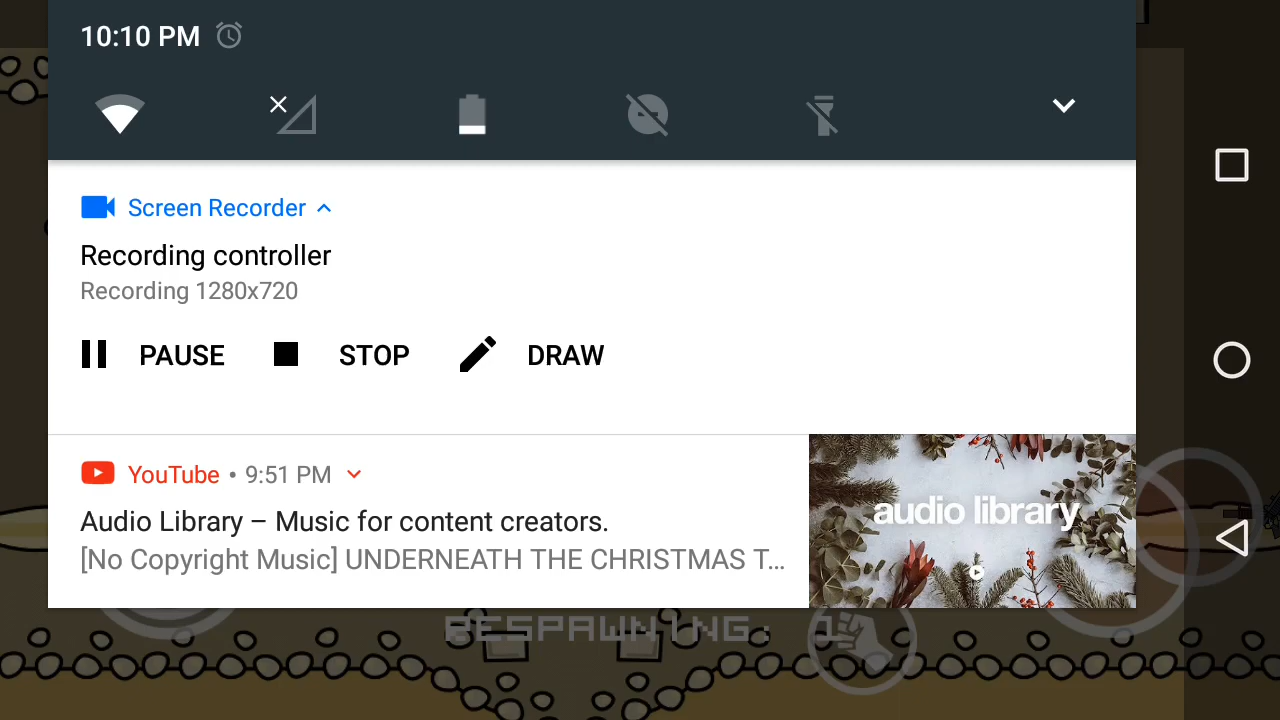 10:10 PM
Screen Recorder
Recording controller
Recording 1280x720
PAUSE STOP DRAW
YouTube • 9:51 PM
Audio Library – Music for content creators.
[No Copyright Music] UNDERNEATH THE CHRISTMAS T...
audio library
RESPAWNING: 1